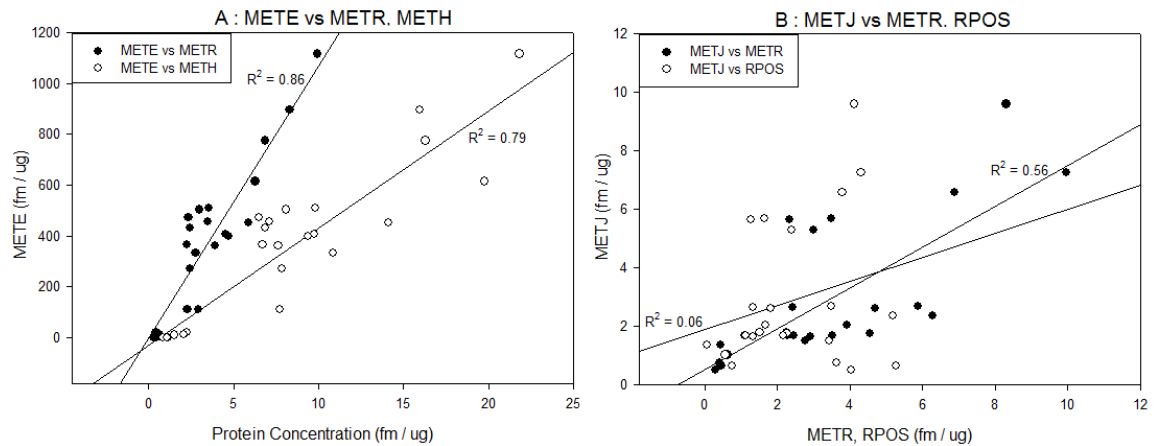 A : METE vs METR, METH
METE vs METR
METE vs METH
R² = 0.86
R² = 0.79
METE (fm / ug)
1200
1000
800
600
400
200
0
0 5 10 15 20 25
Protein Concentration (fm / ug)
B : METJ vs METR, RPOS
METJ vs METR
METJ vs RPOS
R² = 0.56
R² = 0.06
METJ (fm / ug)
12
10
8
6
4
2
0
0 2 4 6 8 10 12
METR, RPOS (fm / ug)